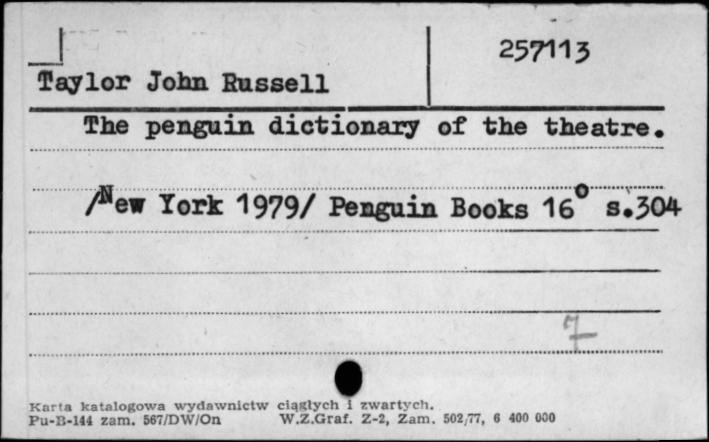 257113
Taylor John Russell
The penguin dictionary of the theatre.
/New York 1979/ Penguin Books 16° s.304
7
Karta katalogowa wydawnictw ciągłych i zwartych.
Pu-B-144 zam. 567/DW/On W.Z.Graf. Z-2, Zam. 502/77, 6 400 000